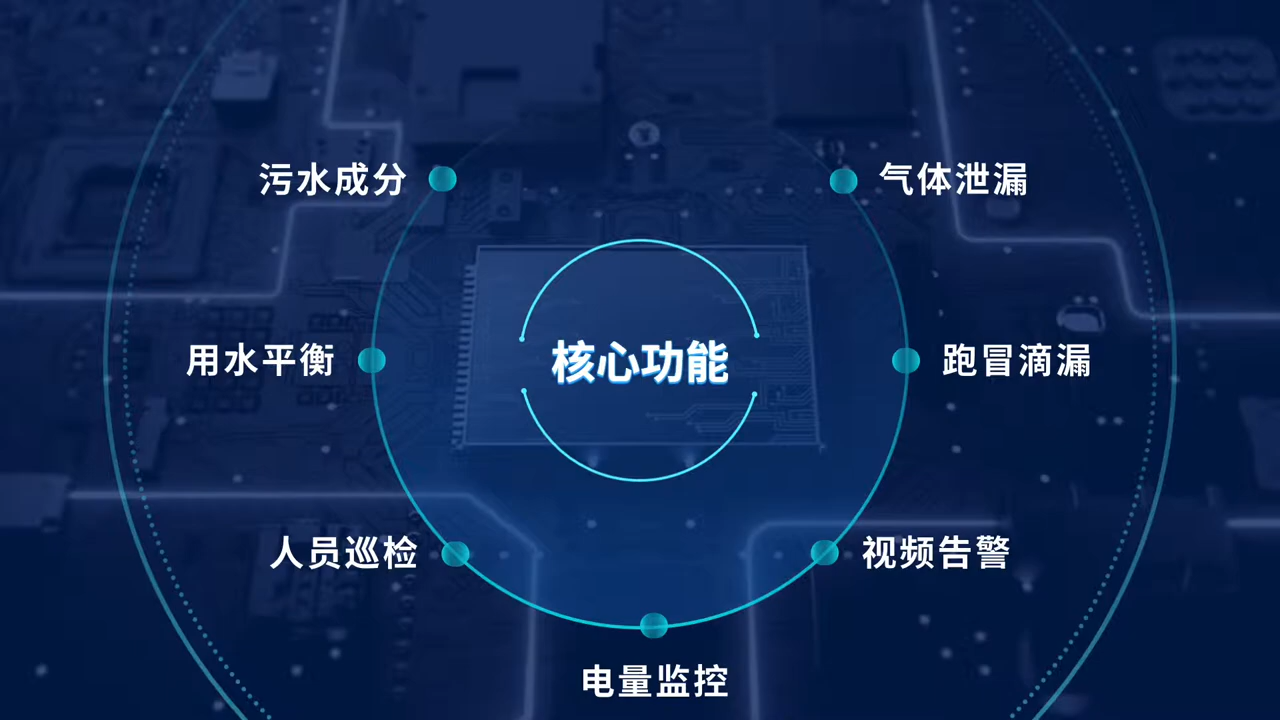 污水成分
气体泄漏
用水平衡
核心功能
跑冒滴漏
人员巡检
视频告警
电量监控